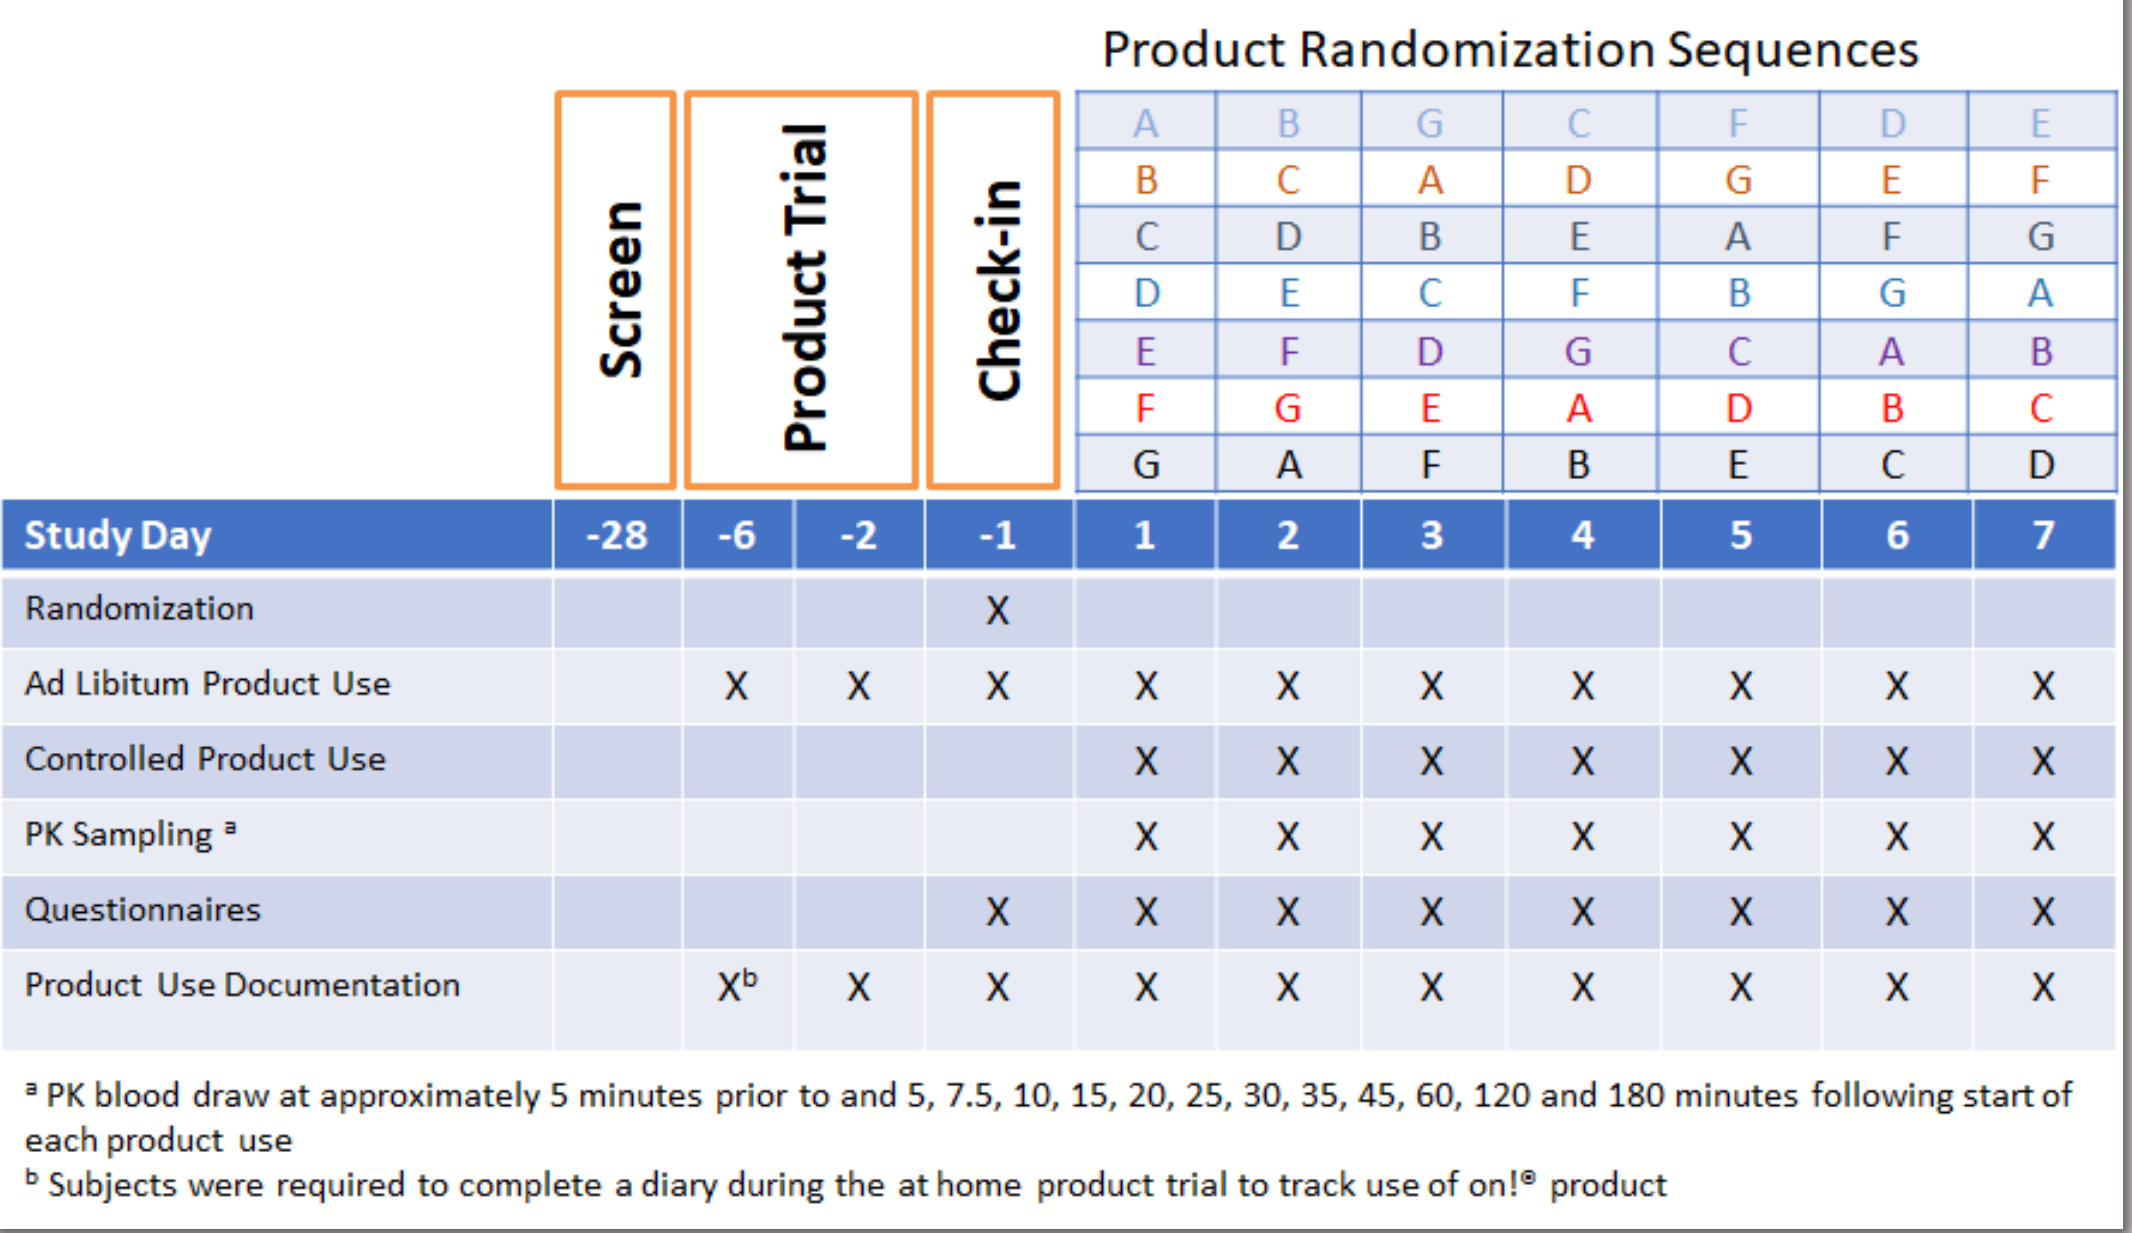 Product Randomization Sequences
Screen
Product Trial
Check-in
A B G C F D E
B C A D G E F
C D B E A F G
D E C F B G A
E F D G C A B
F G E A D B C
G A F B E C D
Study Day -28 -6 -2 -1 1 2 3 4 5 6 7
Randomization X
Ad Libitum Product Use X X X X X X X X X X
Controlled Product Use X X X X X X X
PK Sampling ᵃ X X X X X X X
Questionnaires X X X X X X X X
Product Use Documentation Xᵇ X X X X X X X X X
ᵃ PK blood draw at approximately 5 minutes prior to and 5, 7.5, 10, 15, 20, 25, 30, 35, 45, 60, 120 and 180 minutes following start of
each product use
ᵇ Subjects were required to complete a diary during the at home product trial to track use of on!® product